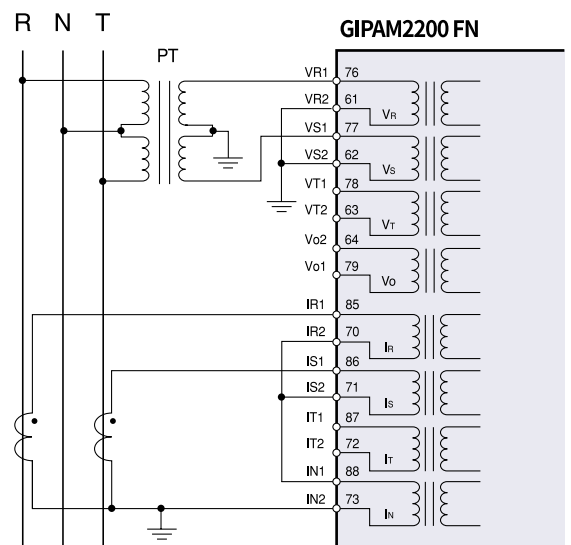 R N T
GIPAM2200 FN
PT
VR1 76
VR2 61
VR
VS1 77
VS2 62
VS
VT1 78
VT2 63
VT
Vo2 64
Vo1 79
Vo
IR1 85
IR2 70
IR
IS1 86
IS2 71
IS
IT1 87
IT2 72
IT
IN1 88
IN2 73
IN